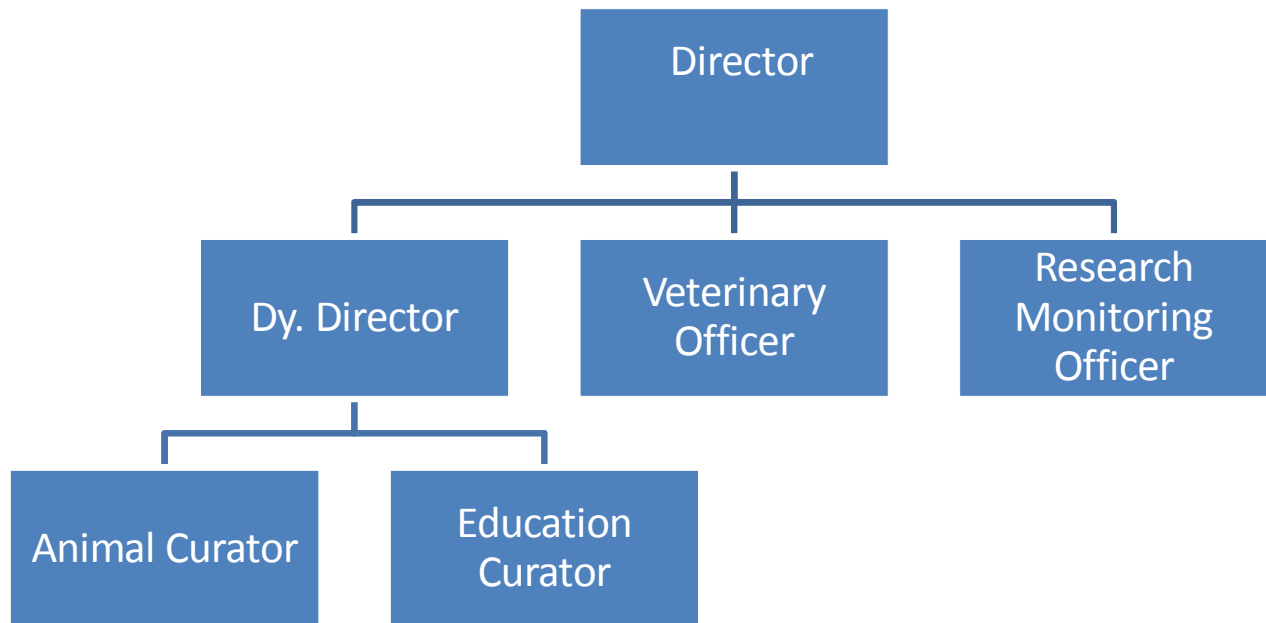 Director
Dy. Director
Veterinary
Officer
Research
Monitoring
Officer
Animal Curator
Education
Curator